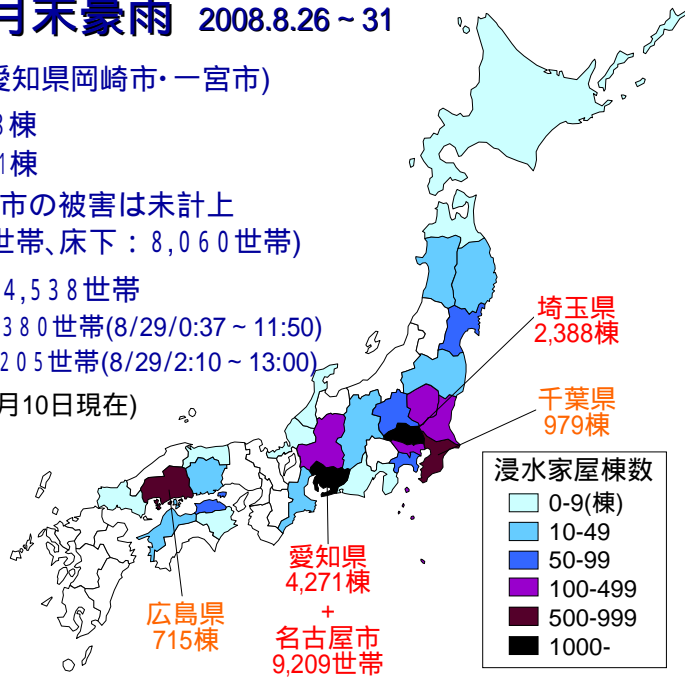 月末豪雨 2008.8.26~31
愛知県岡崎市・一宮市)
棟
棟
市の被害は未計上
世帯、床下:8,060世帯)
4,538世帯
380世帯(8/29/0:37~11:50)
205世帯(8/29/2:10~13:00)
月10日現在)
埼玉県
2,388棟
千葉県
979棟
浸水家屋棟数
0-9(棟)
10-49
50-99
100-499
500-999
1000-
愛知県
4,271棟
+
名古屋市
9,209世帯
広島県
715棟